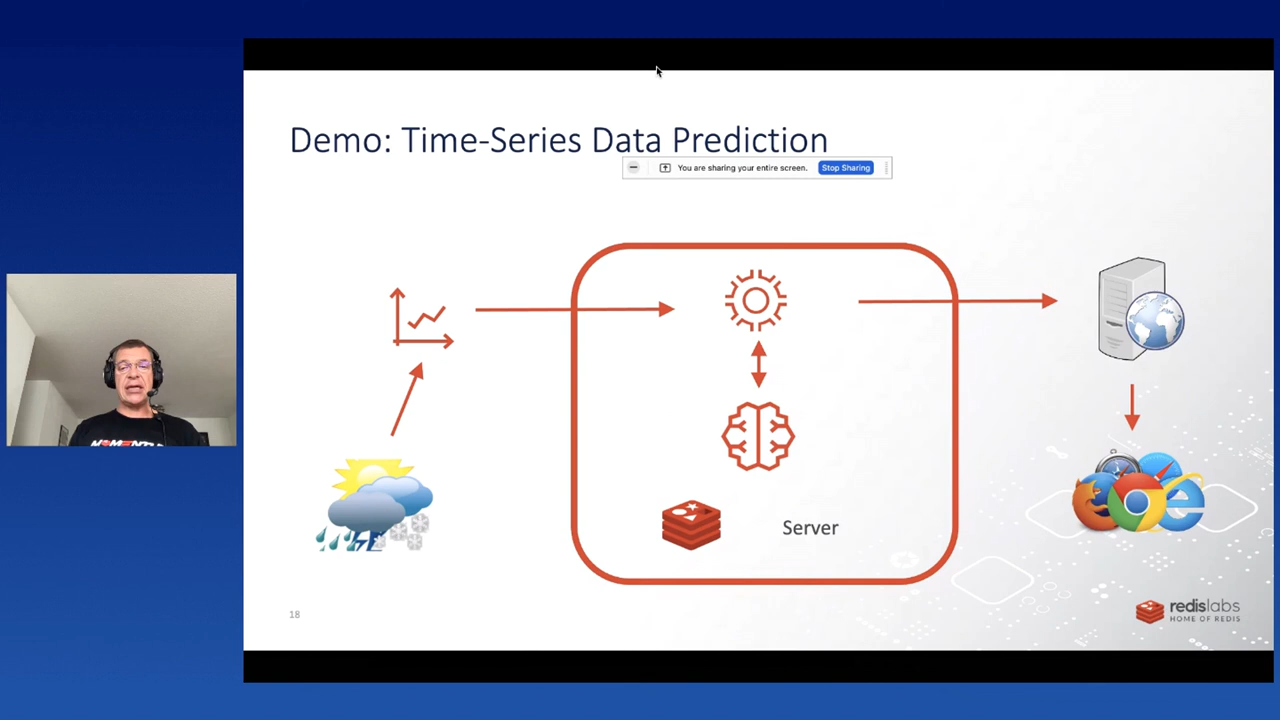 Demo: Time-Series Data Prediction
You are sharing your entire screen.
Stop Sharing
Server
18
redislabs
HOME OF REDIS